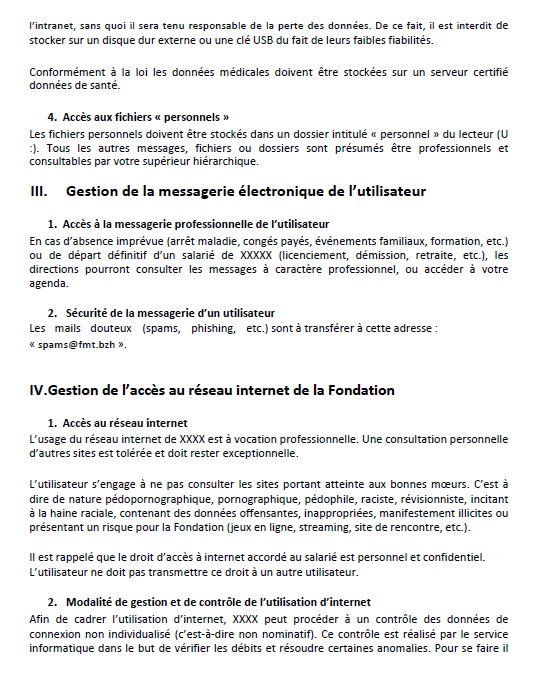 l’intranet, sans quoi il sera tenu responsable de la perte des données. De ce fait, il est interdit de
stocker sur un disque dur externe ou une clé USB du fait de leurs faibles fiabilités.
Conformément à la loi les données médicales doivent être stockées sur un serveur certifié
données de santé.
4. Accès aux fichiers « personnels »
Les fichiers personnels doivent être stockés dans un dossier intitulé « personnel » du lecteur (U
:). Tous les autres messages, fichiers ou dossiers sont présumés être professionnels et
consultables par votre supérieur hiérarchique.
III. Gestion de la messagerie électronique de l’utilisateur
1. Accès à la messagerie professionnelle de l’utilisateur
En cas d’absence imprévue (arrêt maladie, congés payés, événements familiaux, formation, etc.)
ou de départ définitif d’un salarié de XXXXX (licenciement, démission, retraite, etc.), les
directions pourront consulter les messages à caractère professionnel, ou accéder à votre
agenda.
2. Sécurité de la messagerie d’un utilisateur
Les mails douteux (spams, phishing, etc.) sont à transférer à cette adresse :
« spams@fmt.bzh ».
IV.Gestion de l’accès au réseau internet de la Fondation
1. Accès au réseau internet
L’usage du réseau internet de XXXX est à vocation professionnelle. Une consultation personnelle
d’autres sites est tolérée et doit rester exceptionnelle.
L’utilisateur s’engage à ne pas consulter les sites portant atteinte aux bonnes mœurs. C’est à
dire de nature pédopornographique, pornographique, pédophile, raciste, révisionniste, incitant
à la haine raciale, contenant des données offensantes, inappropriées, manifestement illicites ou
présentant un risque pour la Fondation (jeux en ligne, streaming, site de rencontre, etc.).
Il est rappelé que le droit d’accès à internet accordé au salarié est personnel et confidentiel.
L’utilisateur ne doit pas transmettre ce droit à un autre utilisateur.
2. Modalité de gestion et de contrôle de l’utilisation d’internet
Afin de cadrer l’utilisation d’internet, XXXX peut procéder à un contrôle des données de
connexion non individualisé (c’est-à-dire non nominatif). Ce contrôle est réalisé par le service
informatique dans le but de vérifier les débits et résoudre certaines anomalies. Pour se faire il